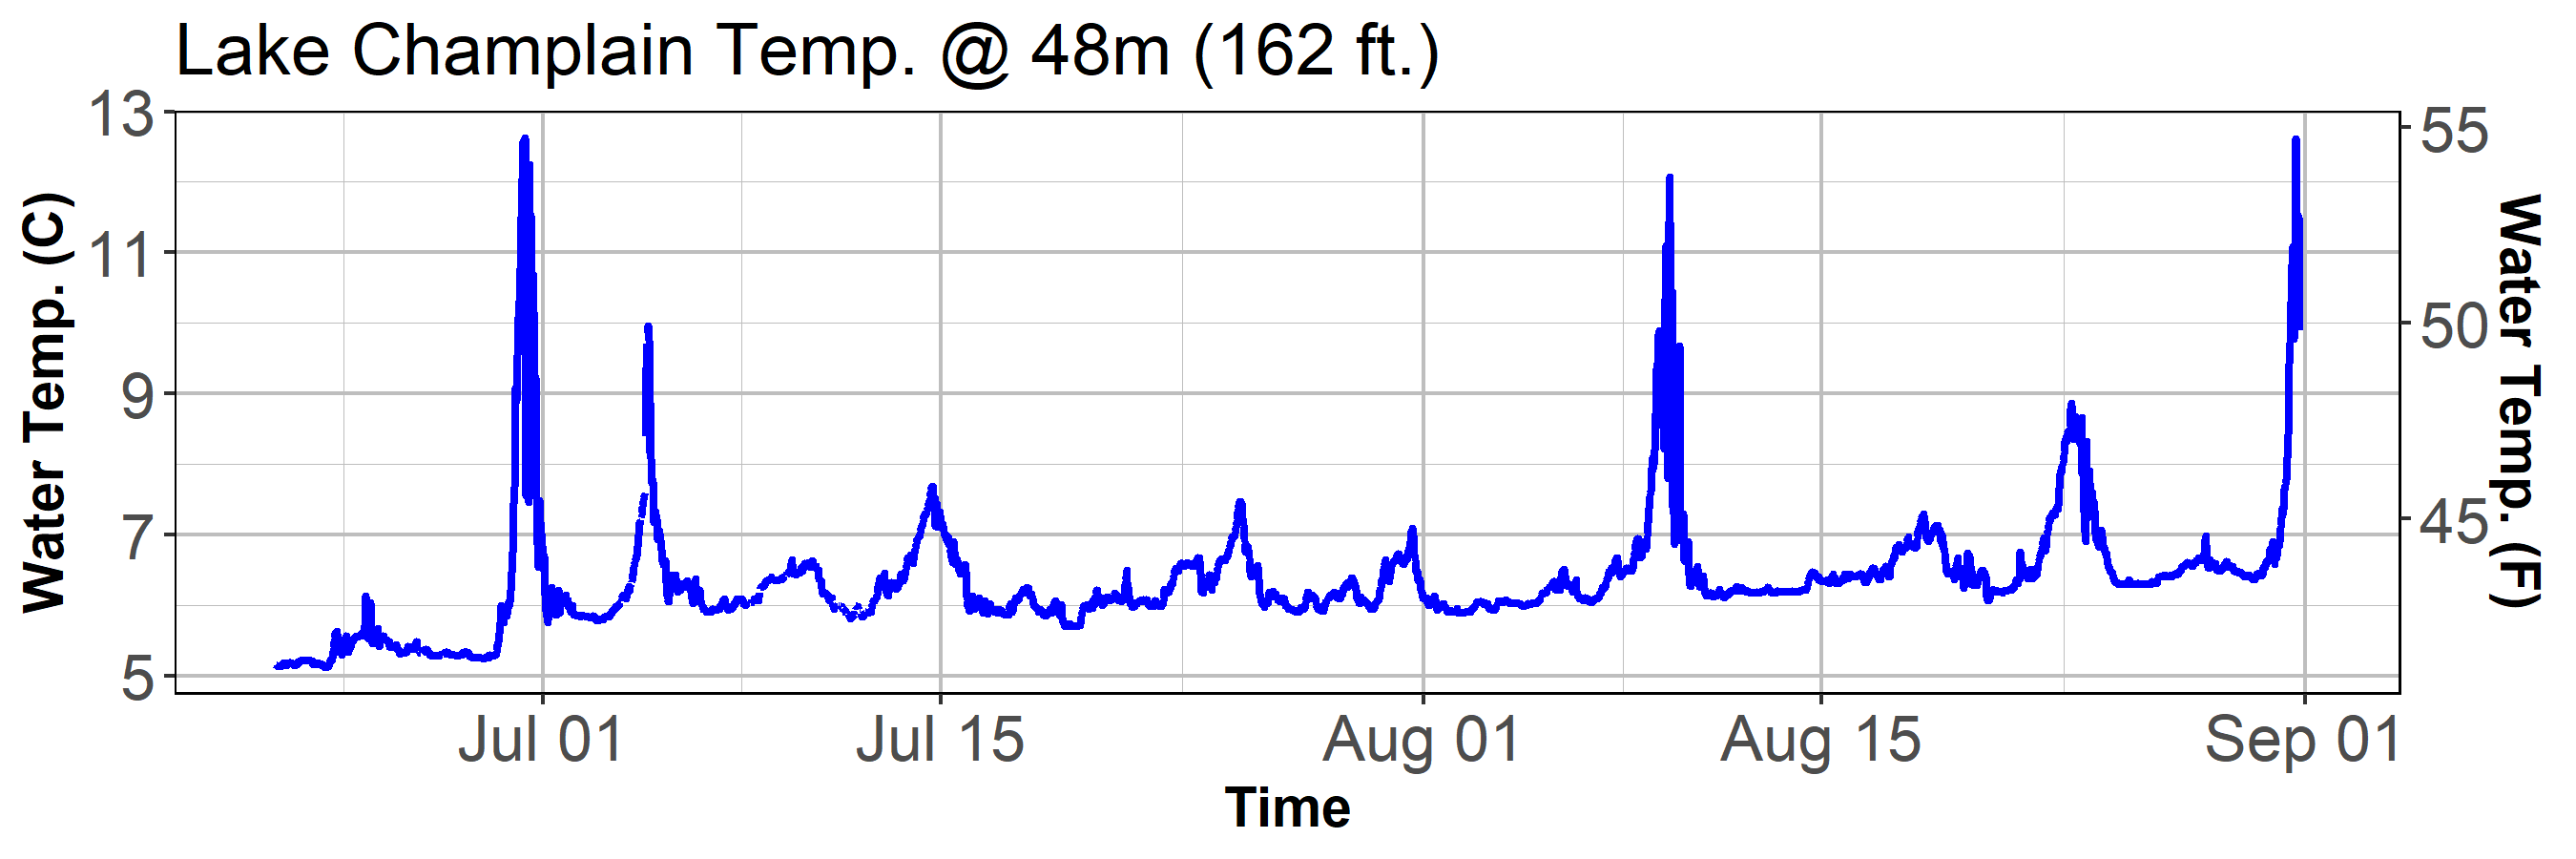 Lake Champlain Temp. @ 48m (162 ft.)
Water Temp. (C)
13
11
9
7
5
55
50
45
Water Temp. (F)
Jul 01
Jul 15
Aug 01
Aug 15
Sep 01
Time